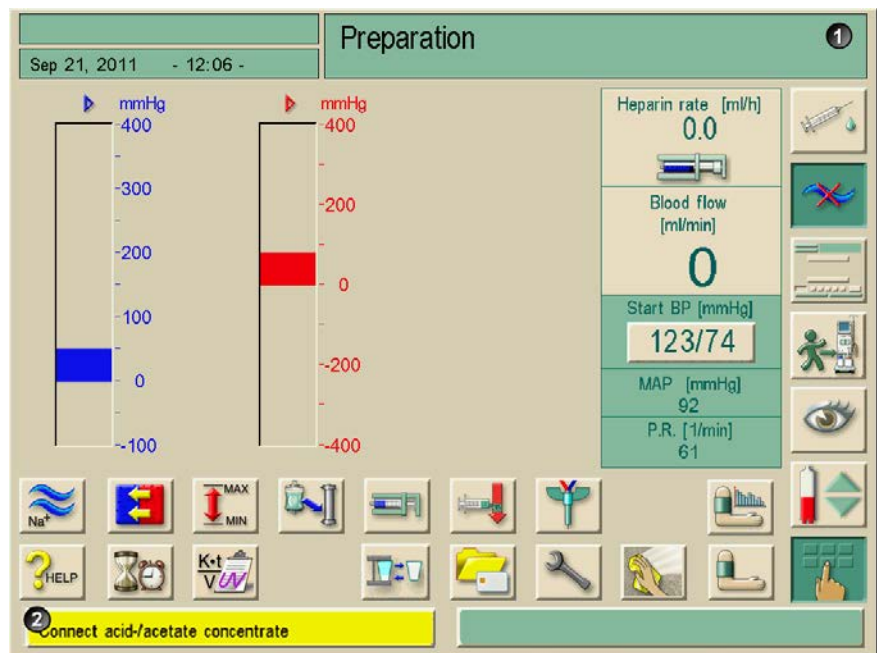 Preparation
1
Sep 21, 2011 - 12:06 -
mmHg
400
300
200
100
0
-100
mmHg
400
200
0
-200
-400
Heparin rate [ml/h]
0.0
Blood flow
[ml/min]
0
Start BP [mmHg]
123/74
MAP [mmHg]
92
P.R. [1/min]
61
Na+
MAX
MIN
HELP
K•t
V
2
Connect acid-/acetate concentrate